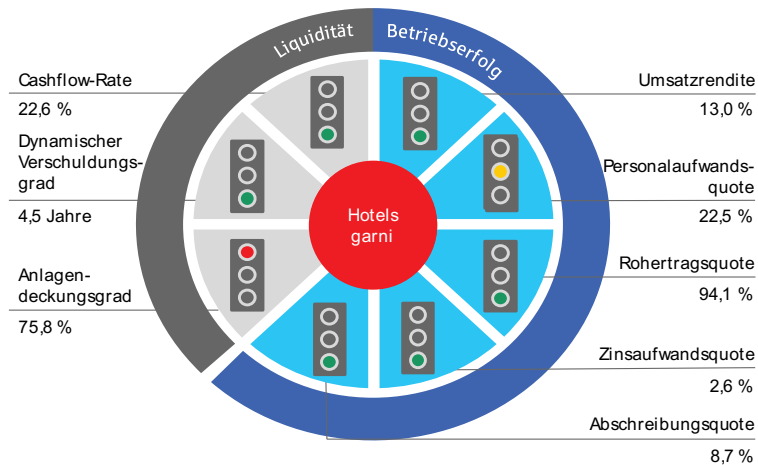 Liquidität
Betriebserfolg
Cashflow-Rate
22,6 %
Dynamischer
Verschuldungs-
grad
4,5 Jahre
Anlagen-
deckungsgrad
75,8 %
Hotels
garni
Umsatzrendite
13,0 %
Personalaufwands-
quote
22,5 %
Rohertragsquote
94,1 %
Zinsaufwandsquote
2,6 %
Abschreibungsquote
8,7 %